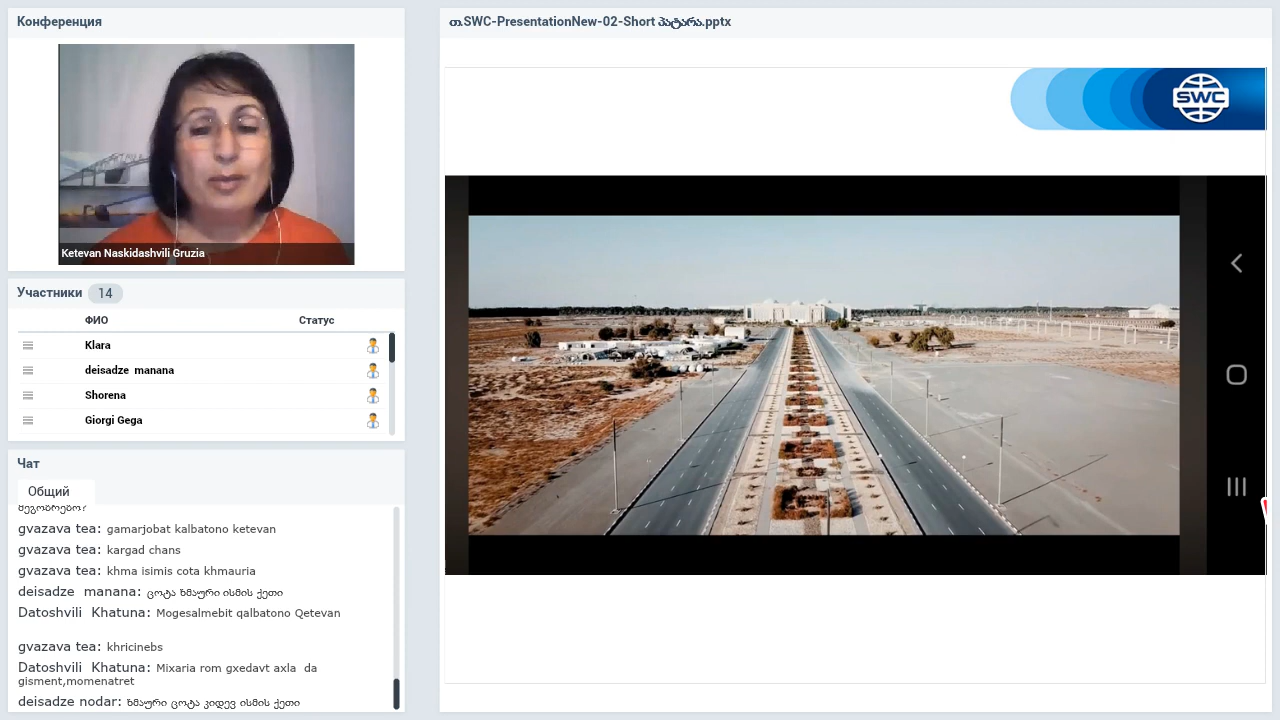 Конференция
Ketevan Naskidashvili Gruzia
Участники 14
ФИО Статус
Klara
deisadze manana
Shorena
Giorgi Gega
Чат
Общий
gvazava tea: gamarjobat kalbatono ketevan
gvazava tea: kargad chans
gvazava tea: khma isimis cota khmauria
deisadze manana: ცოტა ხმაური ისმის ქეთი
Datoshvili Khatuna: Mogesalmebit qalbatono Qetevan
gvazava tea: khricinebs
Datoshvili Khatuna: Mixaria rom gxedavt axla da
gisment,momenatret
deisadze nodar: ხმაური ცოტა კიდევ ისმის ქეთი
თ.SWC-PresentationNew-02-Short პატარა.pptx
SWC